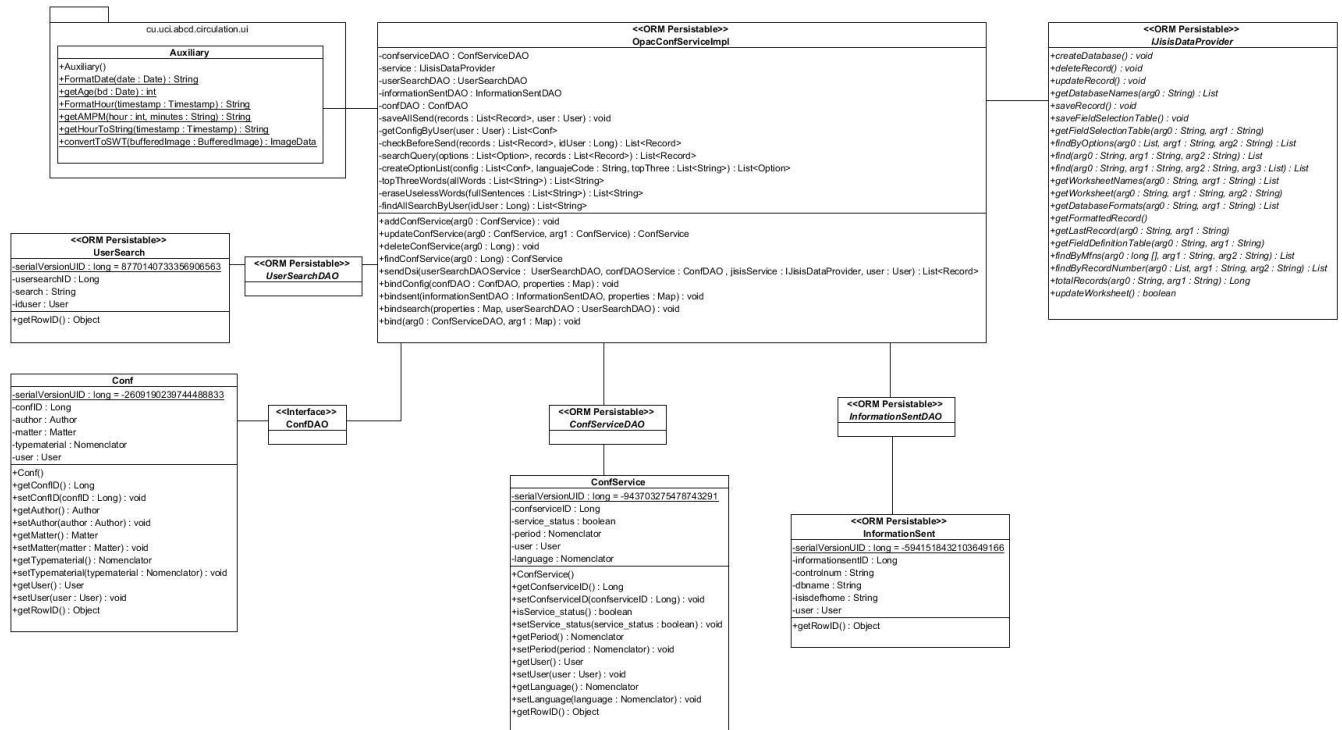 cu.uci.abcd.circulation.ui
Auxiliary
+Auxiliary()
+FormatDate(date : Date) : String
+getAge(bd : Date) : int
+FormatHour(timestamp : Timestamp) : String
+getAMPM(hour : int, minutes : String) : String
+getHourToString(timestamp : Timestamp) : String
+convertToSWT(bufferedImage : BufferedImage) : ImageData
<<ORM Persistable>>
OpacConfServiceImpl
-confserviceDAO : ConfServiceDAO
-service : IJisisDataProvider
-userSearchDAO : UserSearchDAO
-informationSentDAO : InformationSentDAO
-confDAO : ConfDAO
-saveAllSend(records : List<Record>, user : User) : void
-getConfigByUser(user : User) : List<Conf>
-checkBeforeSend(records : List<Record>, idUser : Long) : List<Record>
-searchQuery(options : List<Option>, records : List<Record>) : List<Record>
-createOptionList(config : List<Conf>, languajeCode : String, topThree : List<String>) : List<Option>
-topThreeWords(allWords : List<String>) : List<String>
-eraseUselessWords(fullSentences : List<String>) : List<String>
-findAllSearchByUser(idUser : Long) : List<String>
+addConfService(arg0 : ConfService) : void
+updateConfService(arg0 : ConfService, arg1 : ConfService) : ConfService
+deleteConfService(arg0 : Long) : void
+findConfService(arg0 : Long) : ConfService
+sendDsi(userSearchDAOService : UserSearchDAO, confDAOService : ConfDAO, jisisService : IJisisDataProvider, user : User) : List<Record>
+bindConfig(confDAO : ConfDAO, properties : Map) : void
+bindsent(informationSentDAO : InformationSentDAO, properties : Map) : void
+bindsearch(properties : Map, userSearchDAO : UserSearchDAO) : void
+bind(arg0 : ConfServiceDAO, arg1 : Map) : void
<<ORM Persistable>>
IJisisDataProvider
+createDatabase() : void
+deleteRecord() : void
+updateRecord() : void
+getDatabaseNames(arg0 : String) : List
+saveRecord() : void
+saveFieldSelectionTable() : void
+getFieldSelectionTable(arg0 : String, arg1 : String)
+findByOptions(arg0 : List, arg1 : String, arg2 : String) : List
+find(arg0 : String, arg1 : String, arg2 : String) : List
+find(arg0 : String, arg1 : String, arg2 : String, arg3 : List) : List
+getWorksheetNames(arg0 : String, arg1 : String) : List
+getWorksheet(arg0 : String, arg1 : String, arg2 : String)
+getDatabaseFormats(arg0 : String, arg1 : String) : List
+getFormattedRecord()
+getLastRecord(arg0 : String, arg1 : String)
+getFieldDefinitionTable(arg0 : String, arg1 : String)
+findByMfns(arg0 : long [], arg1 : String, arg2 : String) : List
+findByRecordNumber(arg0 : List, arg1 : String, arg2 : String) : List
+totalRecords(arg0 : String, arg1 : String) : Long
+updateWorksheet() : boolean
<<ORM Persistable>>
UserSearch
-serialVersionUID : long = 8770140733356906563
-usersearchID : Long
-search : String
-iduser : User
+getRowID() : Object
<<ORM Persistable>>
UserSearchDAO
Conf
-serialVersionUID : long = -2609190239744488833
-confID : Long
-author : Author
-matter : Matter
-typematerial : Nomenclator
-user : User
+Conf()
+getConfID() : Long
+setConfID(confID : Long) : void
+getAuthor() : Author
+setAuthor(author : Author) : void
+getMatter() : Matter
+setMatter(matter : Matter) : void
+getTypematerial() : Nomenclator
+setTypematerial(typematerial : Nomenclator) : void
+getUser() : User
+setUser(user : User) : void
+getRowID() : Object
<<Interface>>
ConfDAO
<<ORM Persistable>>
ConfServiceDAO
<<ORM Persistable>>
InformationSentDAO
ConfService
-serialVersionUID : long = -943703275478743291
-confserviceID : Long
-service_status : boolean
-period : Nomenclator
-user : User
-language : Nomenclator
+ConfService()
+getConfserviceID() : Long
+setConfserviceID(confserviceID : Long) : void
+isService_status() : boolean
+setService_status(service_status : boolean) : void
+getPeriod() : Nomenclator
+setPeriod(period : Nomenclator) : void
+getUser() : User
+setUser(user : User) : void
+getLanguage() : Nomenclator
+setLanguage(language : Nomenclator) : void
+getRowID() : Object
<<ORM Persistable>>
InformationSent
-serialVersionUID : long = -5941518432103649166
-informationsentID : Long
-controlnum : String
-dbname : String
-isisdefhome : String
-user : User
+getRowID() : Object